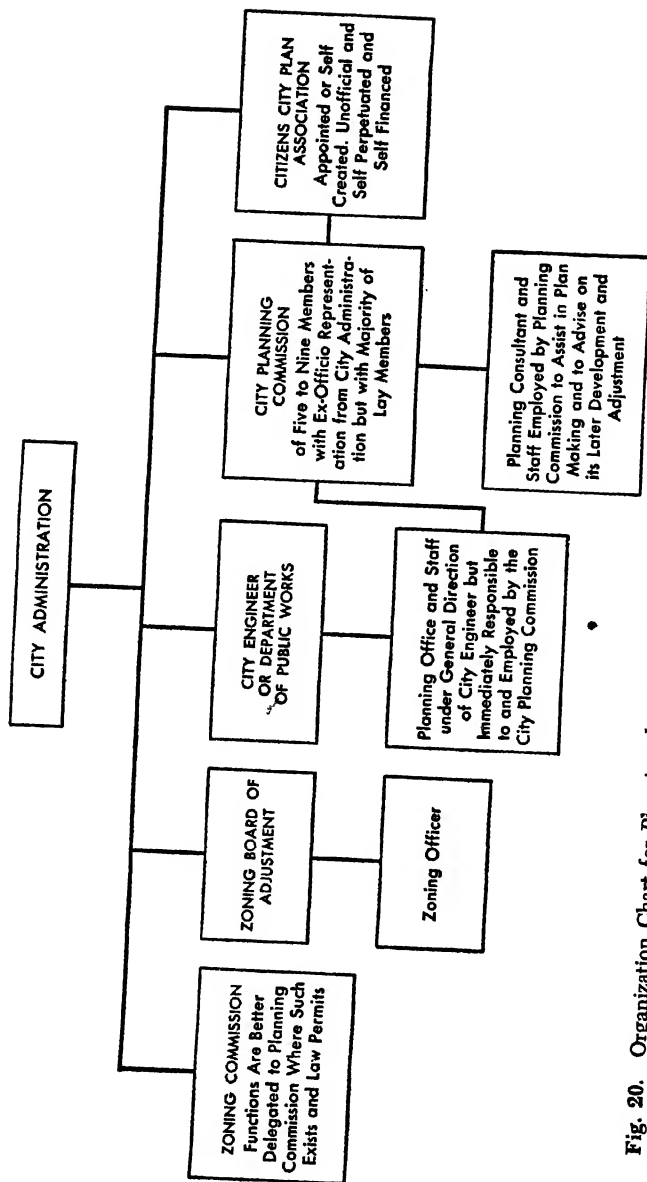 CITY ADMINISTRATION
ZONING COMMISSION
Functions Are Better
Delegated to Planning
Commission Where Such
Exists and Law Permits
ZONING BOARD OF
ADJUSTMENT
Zoning Officer
CITY ENGINEER
OR DEPARTMENT
OF PUBLIC WORKS
Planning Office and Staff
under General Direction
of City Engineer but
Immediately Responsible
to and Employed by the
City Planning Commission
CITY PLANNING
COMMISSION
of Five to Nine Members
with Ex-Officio Represent-
ation from City Administra-
tion but with Majority of
Lay Members
Planning Consultant and
Staff Employed by Planning
Commission to Assist in Plan
Making and to Advise on
its Later Development and
Adjustment
CITIZENS CITY PLAN
ASSOCIATION
Appointed or Self
Created. Unofficial and
Self Perpetuated and
Self Financed
Fig. 20. Organization Chart for